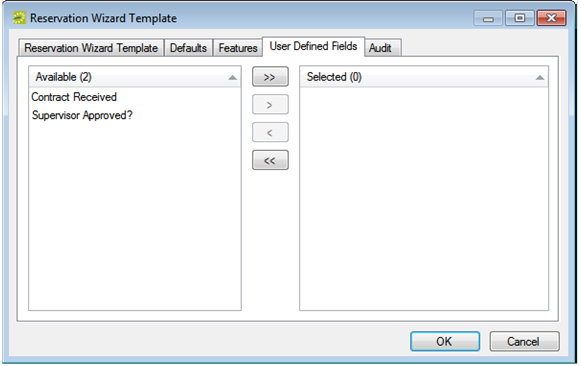 Reservation Wizard Template
Reservation Wizard Template Defaults Features User Defined Fields Audit
Available (2)
Contract Received
Supervisor Approved?
>>
>
<
<<
Selected (0)
OK Cancel